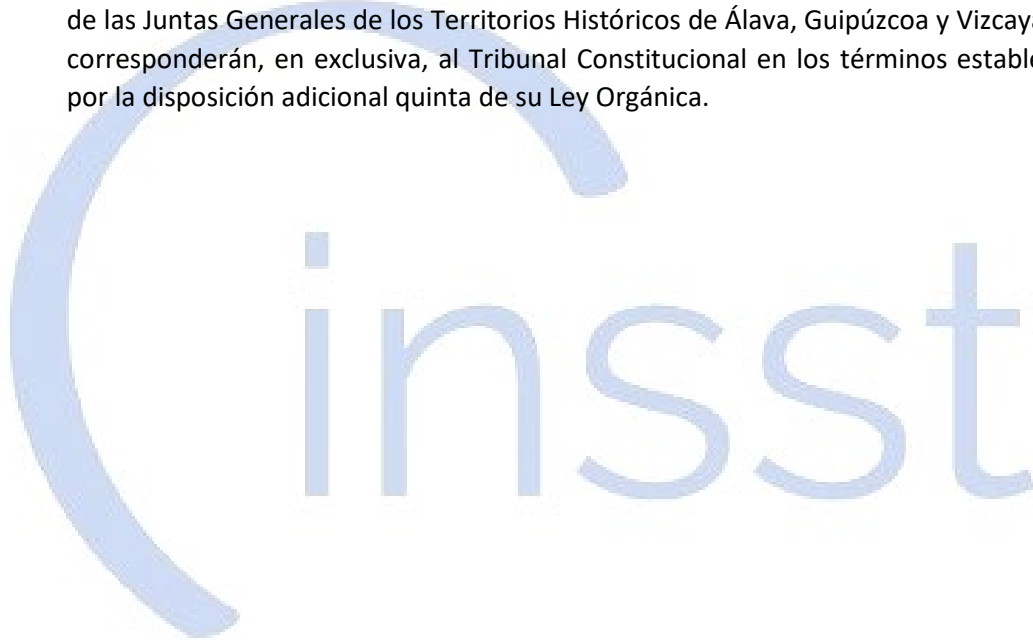 de las Juntas Generales de los Territorios Históricos de Álava, Guipúzcoa y Vizcaya
corresponderán, en exclusiva, al Tribunal Constitucional en los términos estable
por la disposición adicional quinta de su Ley Orgánica.
insst